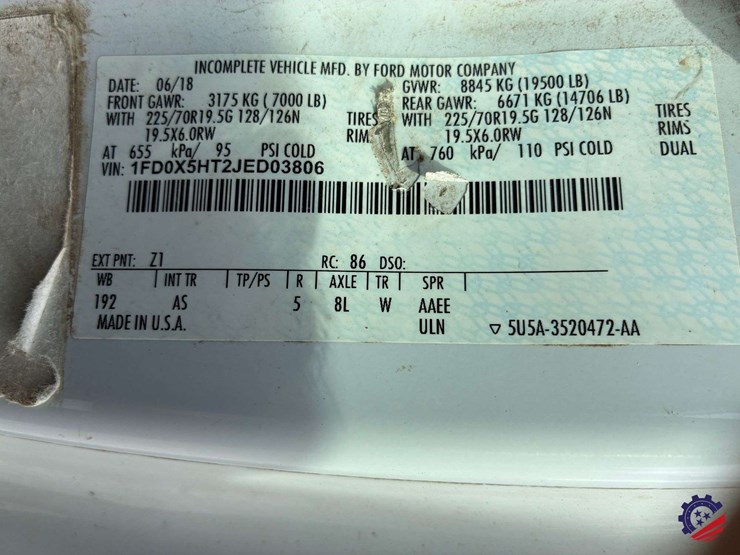 INCOMPLETE VEHICLE MFD. BY FORD MOTOR COMPANY
DATE: 06/18 GVWR: 8845 KG (19500 LB)
FRONT GAWR: 3175 KG (7000 LB) REAR GAWR: 6671 KG (14706 LB)
WITH 225/70R19.5G 128/126N TIRES WITH 225/70R19.5G 128/126N TIRES
19.5X6.0RW RIM 19.5X6.0RW RIMS
AT 655 kPa/ 95 PSI COLD AT 760 kPa/ 110 PSI COLD DUAL
VIN: 1FD0X5HT2JED03806
EXT PNT: Z1 RC: 86 DSO:
WB INT TR TP/PS R AXLE TR SPR
192 AS 5 8L W AAEE
MADE IN U.S.A. ULN ▽ 5U5A-3520472-AA